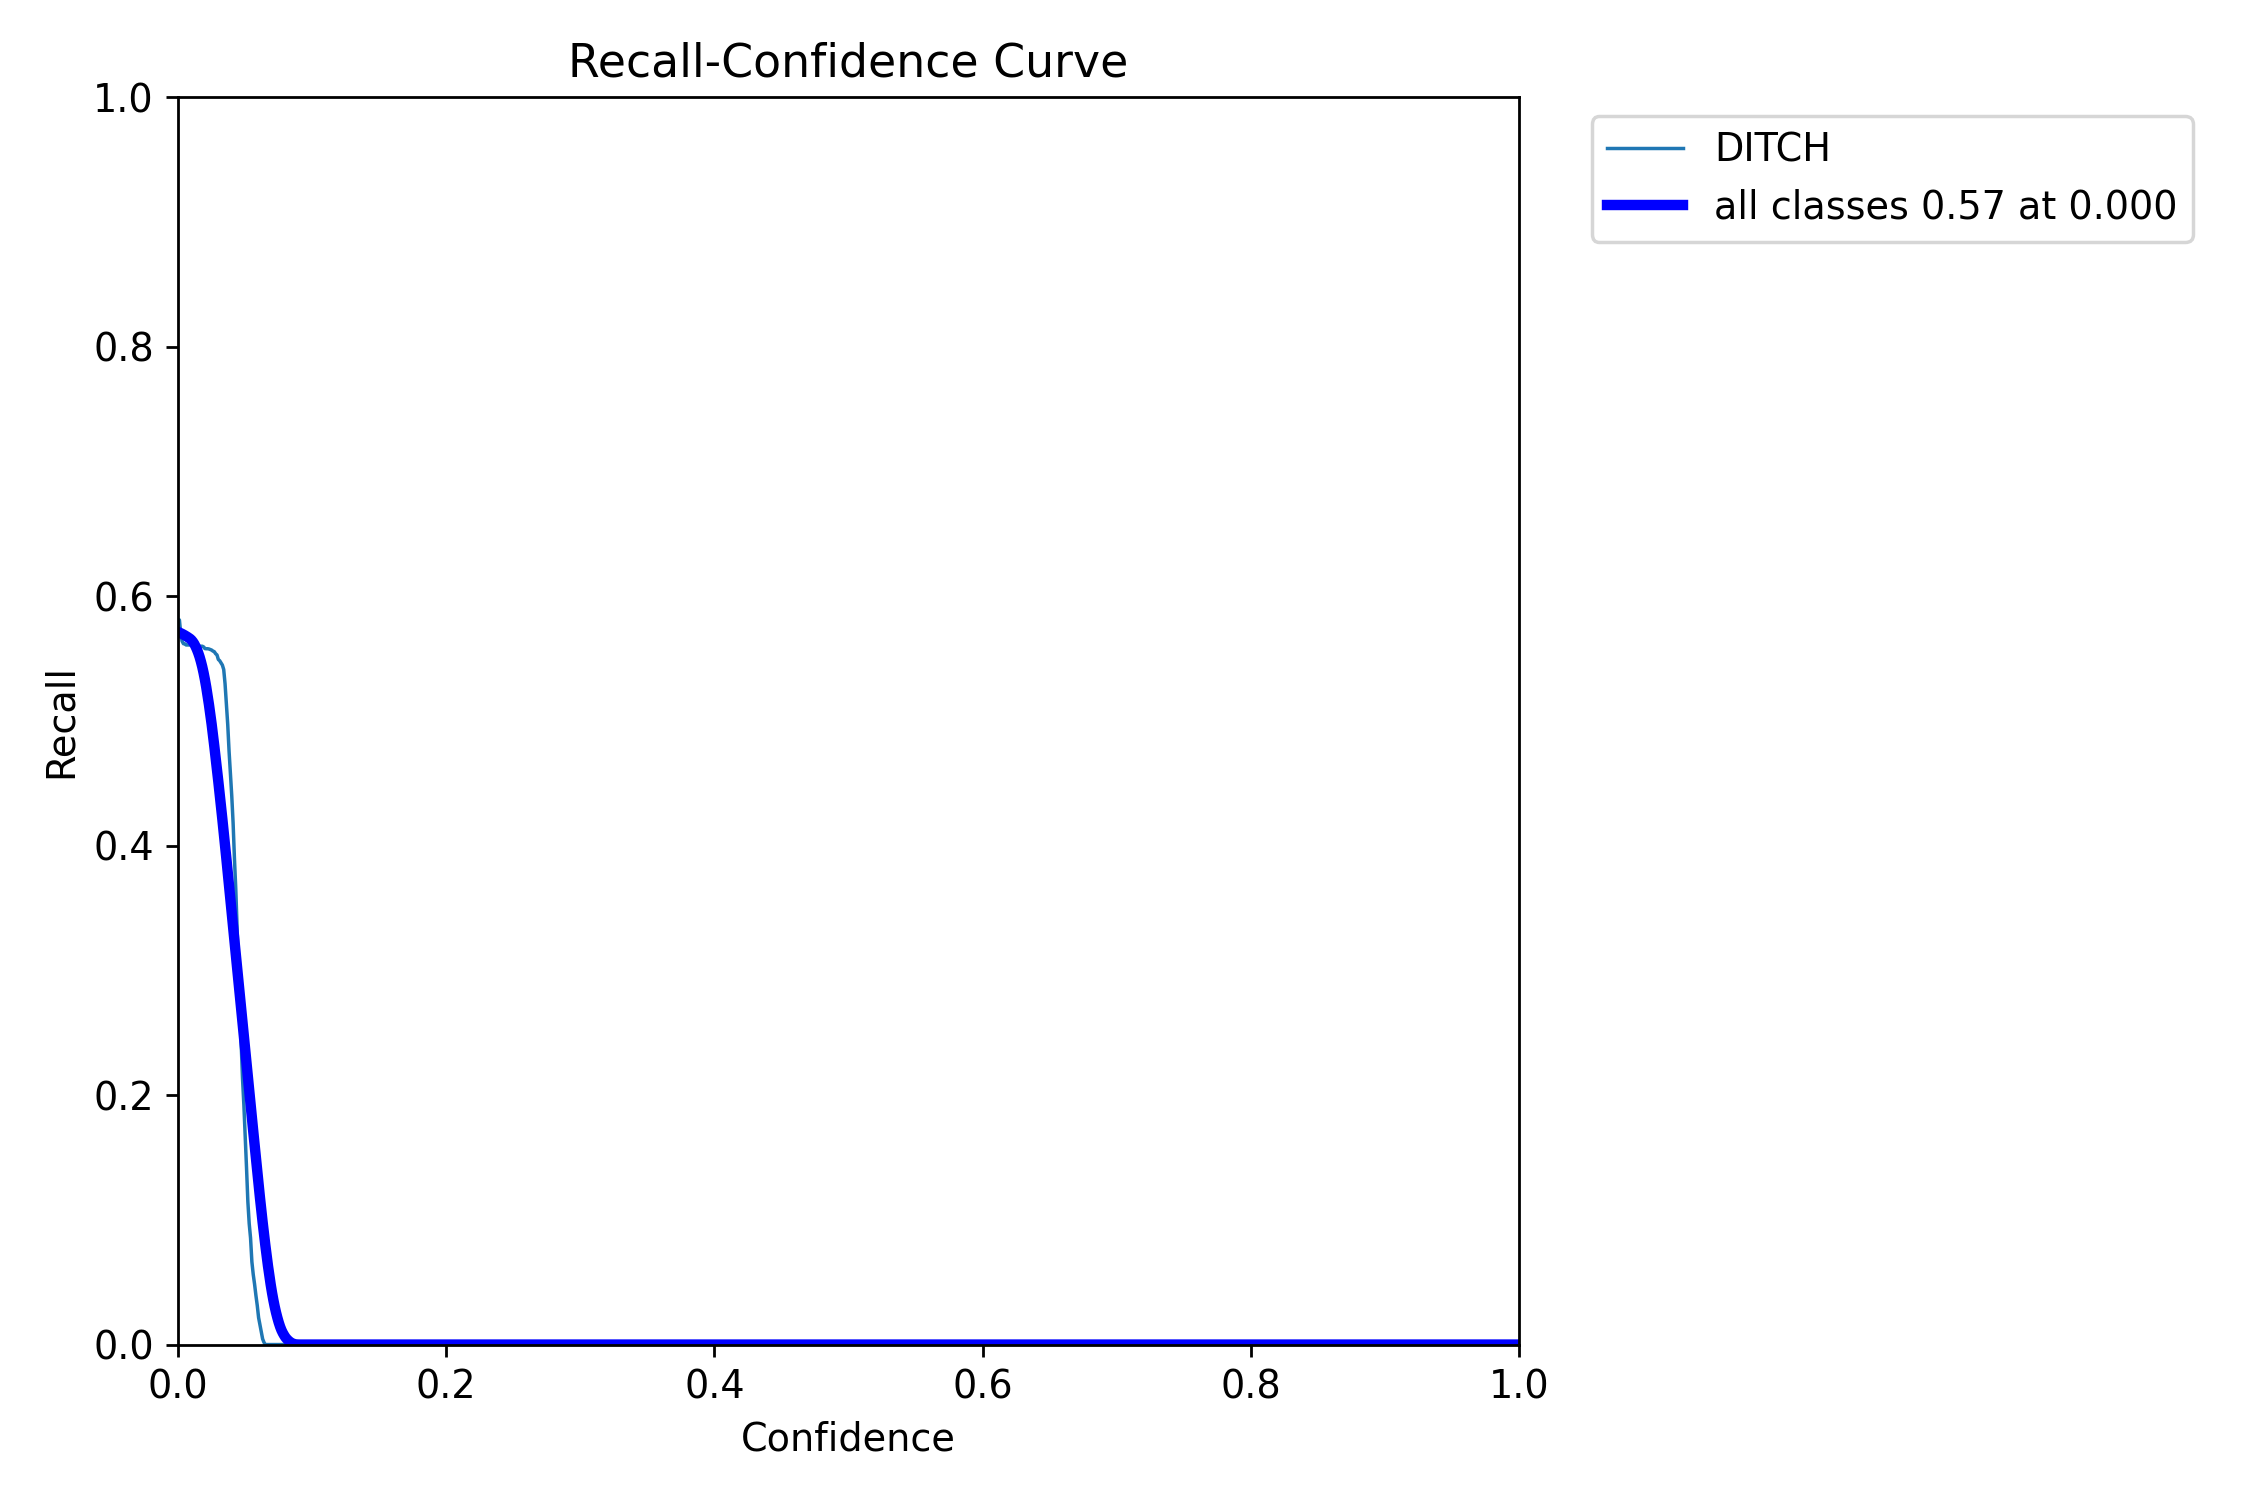 Recall-Confidence Curve
1.0
0.8
0.6
0.4
0.2
0.0
Recall
0.0 0.2 0.4 0.6 0.8 1.0
Confidence
DITCH
all classes 0.57 at 0.000